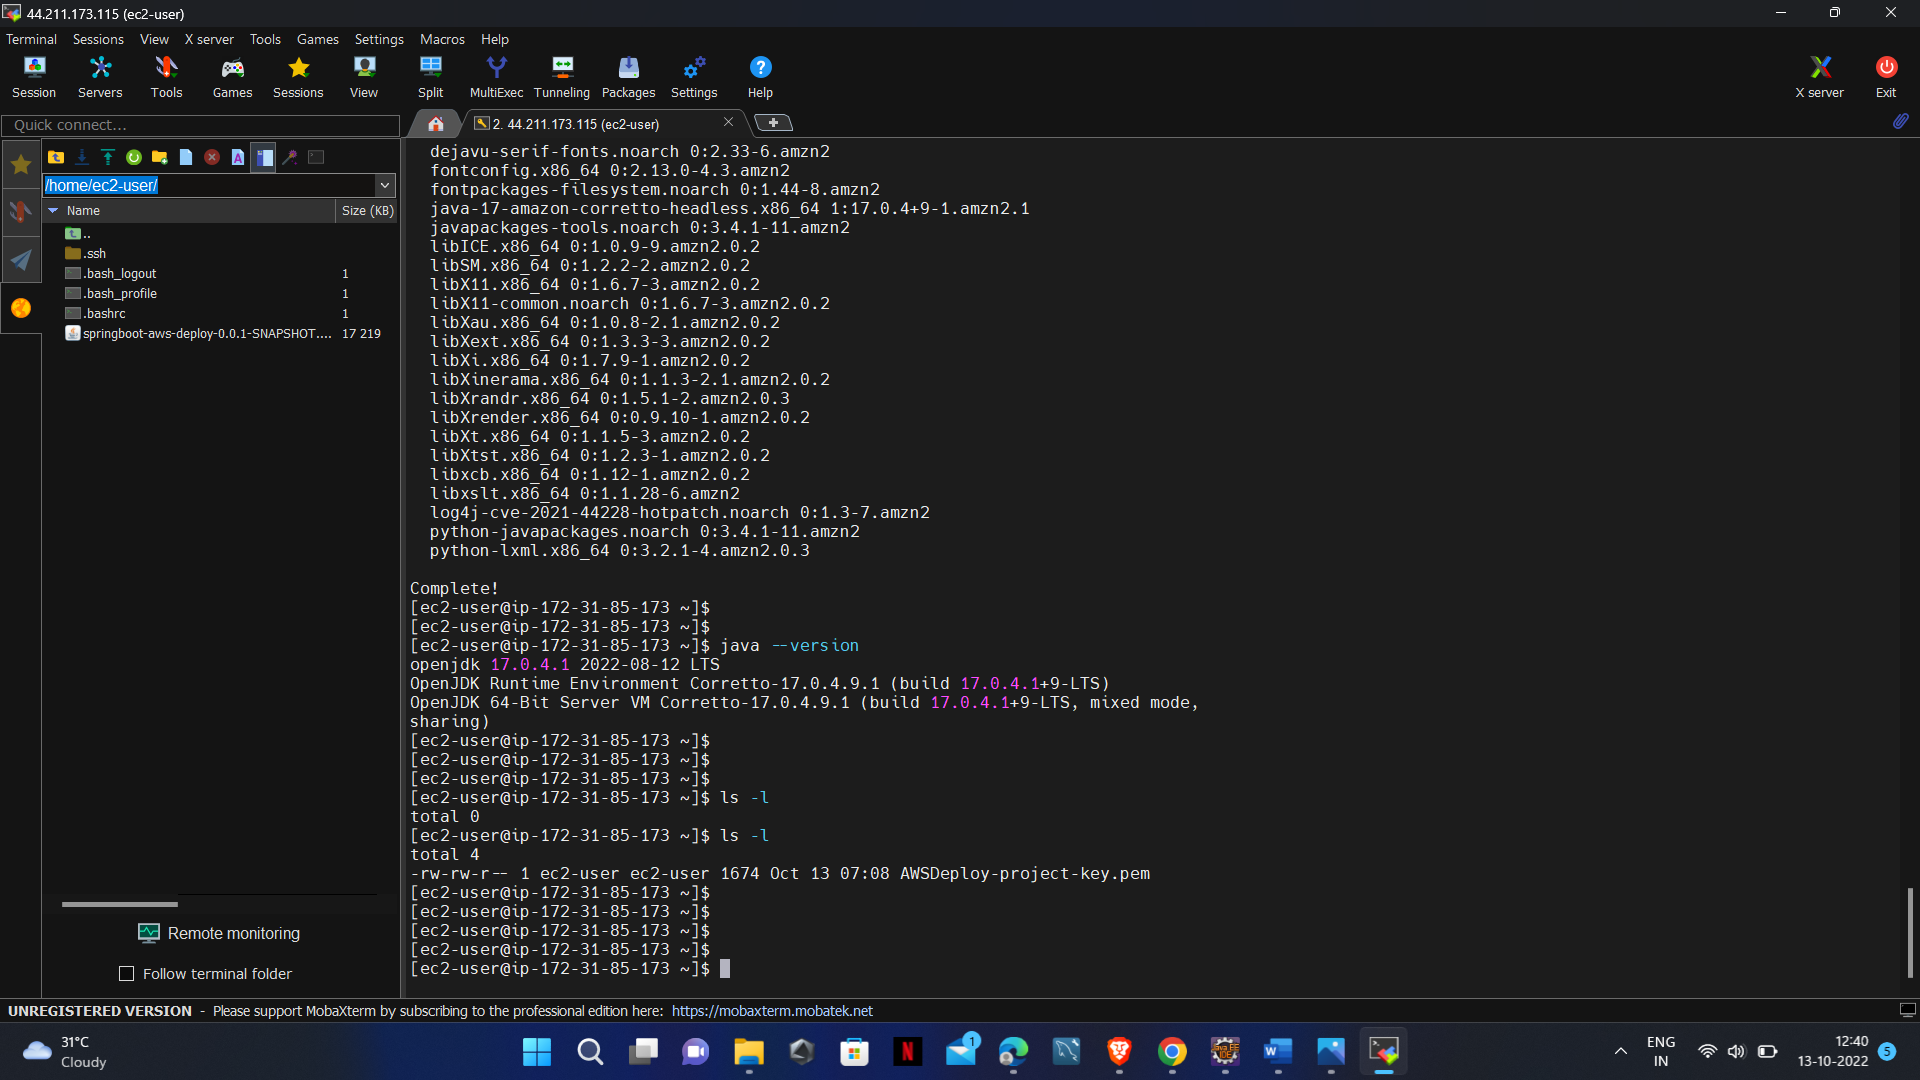 44.211.173.115 (ec2-user)
Terminal Sessions View X server Tools Games Settings Macros Help
Session Servers Tools Games Sessions View Split MultiExec Tunneling Packages Settings Help X server Exit
Quick connect...
2. 44.211.173.115 (ec2-user)
/home/ec2-user/
Name Size (KB)
..
.ssh
.bash_logout 1
.bash_profile 1
.bashrc 1
springboot-aws-deploy-0.0.1-SNAPSHOT.... 17 219
Remote monitoring
Follow terminal folder
dejavu-serif-fonts.noarch 0:2.33-6.amzn2
fontconfig.x86_64 0:2.13.0-4.3.amzn2
fontpackages-filesystem.noarch 0:1.44-8.amzn2
java-17-amazon-corretto-headless.x86_64 1:17.0.4+9-1.amzn2.1
javapackages-tools.noarch 0:3.4.1-11.amzn2
libICE.x86_64 0:1.0.9-9.amzn2.0.2
libSM.x86_64 0:1.2.2-2.amzn2.0.2
libX11.x86_64 0:1.6.7-3.amzn2.0.2
libX11-common.noarch 0:1.6.7-3.amzn2.0.2
libXau.x86_64 0:1.0.8-2.1.amzn2.0.2
libXext.x86_64 0:1.3.3-3.amzn2.0.2
libXi.x86_64 0:1.7.9-1.amzn2.0.2
libXinerama.x86_64 0:1.1.3-2.1.amzn2.0.2
libXrandr.x86_64 0:1.5.1-2.amzn2.0.3
libXrender.x86_64 0:0.9.10-1.amzn2.0.2
libXt.x86_64 0:1.1.5-3.amzn2.0.2
libXtst.x86_64 0:1.2.3-1.amzn2.0.2
libxcb.x86_64 0:1.12-1.amzn2.0.2
libxslt.x86_64 0:1.1.28-6.amzn2
log4j-cve-2021-44228-hotpatch.noarch 0:1.3-7.amzn2
python-javapackages.noarch 0:3.4.1-11.amzn2
python-lxml.x86_64 0:3.2.1-4.amzn2.0.3
Complete!
[ec2-user@ip-172-31-85-173 ~]$
[ec2-user@ip-172-31-85-173 ~]$
[ec2-user@ip-172-31-85-173 ~]$ java --version
openjdk 17.0.4.1 2022-08-12 LTS
OpenJDK Runtime Environment Corretto-17.0.4.9.1 (build 17.0.4.1+9-LTS)
OpenJDK 64-Bit Server VM Corretto-17.0.4.9.1 (build 17.0.4.1+9-LTS, mixed mode,
sharing)
[ec2-user@ip-172-31-85-173 ~]$
[ec2-user@ip-172-31-85-173 ~]$
[ec2-user@ip-172-31-85-173 ~]$
[ec2-user@ip-172-31-85-173 ~]$ ls -l
total 0
[ec2-user@ip-172-31-85-173 ~]$ ls -l
total 4
-rw-rw-r-- 1 ec2-user ec2-user 1674 Oct 13 07:08 AWSDeploy-project-key.pem
[ec2-user@ip-172-31-85-173 ~]$
[ec2-user@ip-172-31-85-173 ~]$
[ec2-user@ip-172-31-85-173 ~]$
[ec2-user@ip-172-31-85-173 ~]$
[ec2-user@ip-172-31-85-173 ~]$
UNREGISTERED VERSION - Please support MobaXterm by subscribing to the professional edition here: https://mobaxterm.mobatek.net
31°C
Cloudy
1
N
Java EE
IDE
W
ENG
IN
12:40
13-10-2022
5